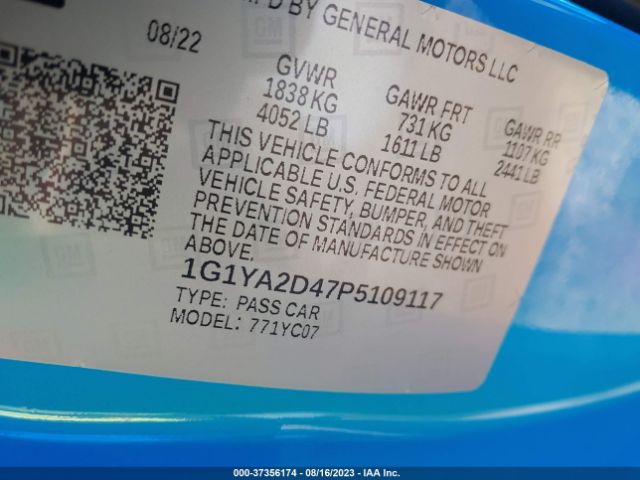 MFD BY GENERAL MOTORS LLC
08/22
GVWR
1838 KG
4052 LB
GAWR FRT
731 KG
1611 LB
GAWR RR
1107 KG
2441 LB
THIS VEHICLE CONFORMS TO ALL
APPLICABLE U.S. FEDERAL MOTOR
VEHICLE SAFETY, BUMPER, AND THEFT
PREVENTION STANDARDS IN EFFECT ON
THE DATE OF MANUFACTURE SHOWN
ABOVE.
1G1YA2D47P5109117
TYPE: PASS CAR
MODEL: 771YC07
000-37356174 - 08/16/2023 - IAA Inc.